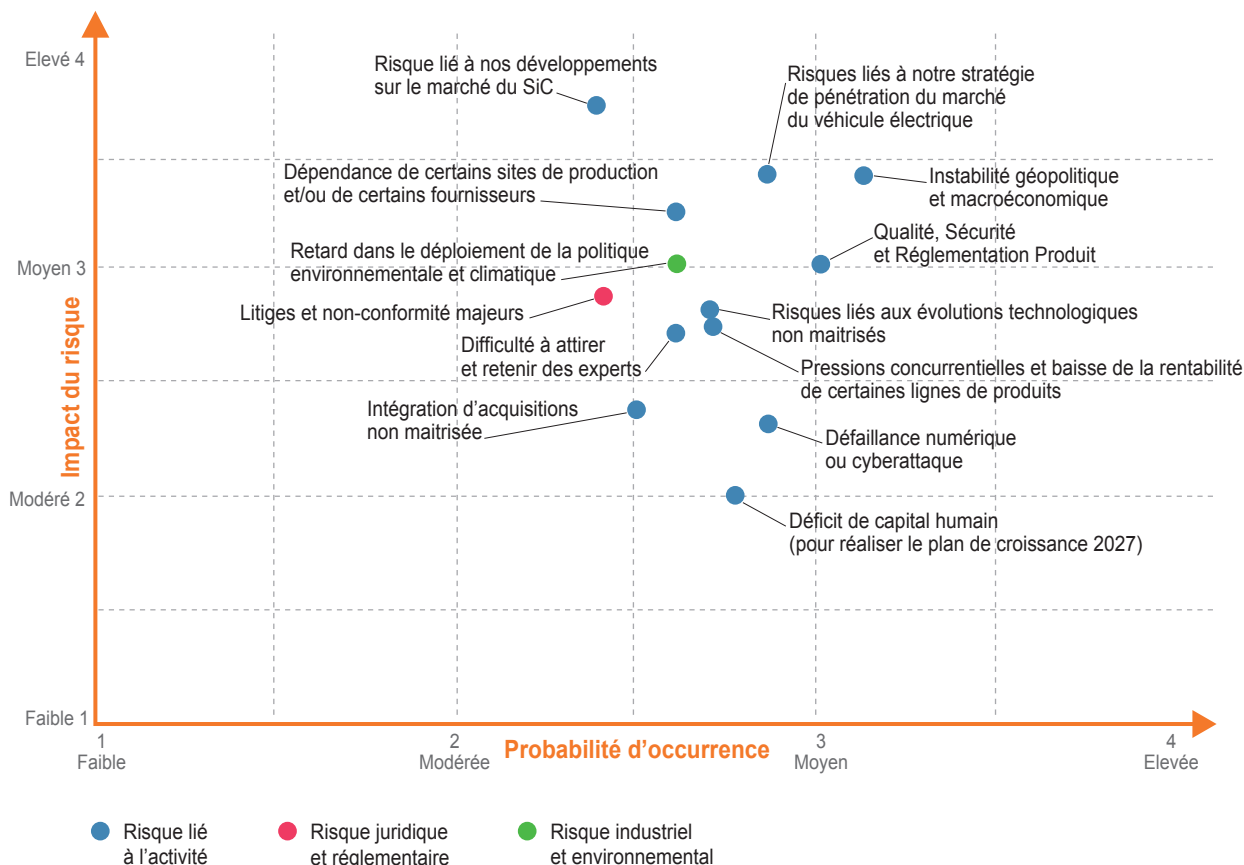 Elevé 4
Risque lié à nos développements
sur le marché du SiC
Risques liés à notre stratégie
de pénétration du marché
du véhicule électrique
Dépendance de certains sites de production
et/ou de certains fournisseurs
Instabilité géopolitique
et macroéconomique
Qualité, Sécurité
et Réglementation Produit
Retard dans le déploiement de la politique
environnementale et climatique
Moyen 3
Litiges et non-conformité majeurs
Risques liés aux évolutions technologiques
non maitrisés
Difficulté à attirer
et retenir des experts
Pressions concurrentielles et baisse de la rentabilité
de certaines lignes de produits
Intégration d'acquisitions
non maitrisée
Défaillance numérique
ou cyberattaque
Impact du risque
Modéré 2
Déficit de capital humain
(pour réaliser le plan de croissance 2027)
Faible 1
1
Faible
2
Modérée
Probabilité d'occurrence
3
Moyen
4
Elevée
Risque lié
à l'activité
Risque juridique
et réglementaire
Risque industriel
et environnemental